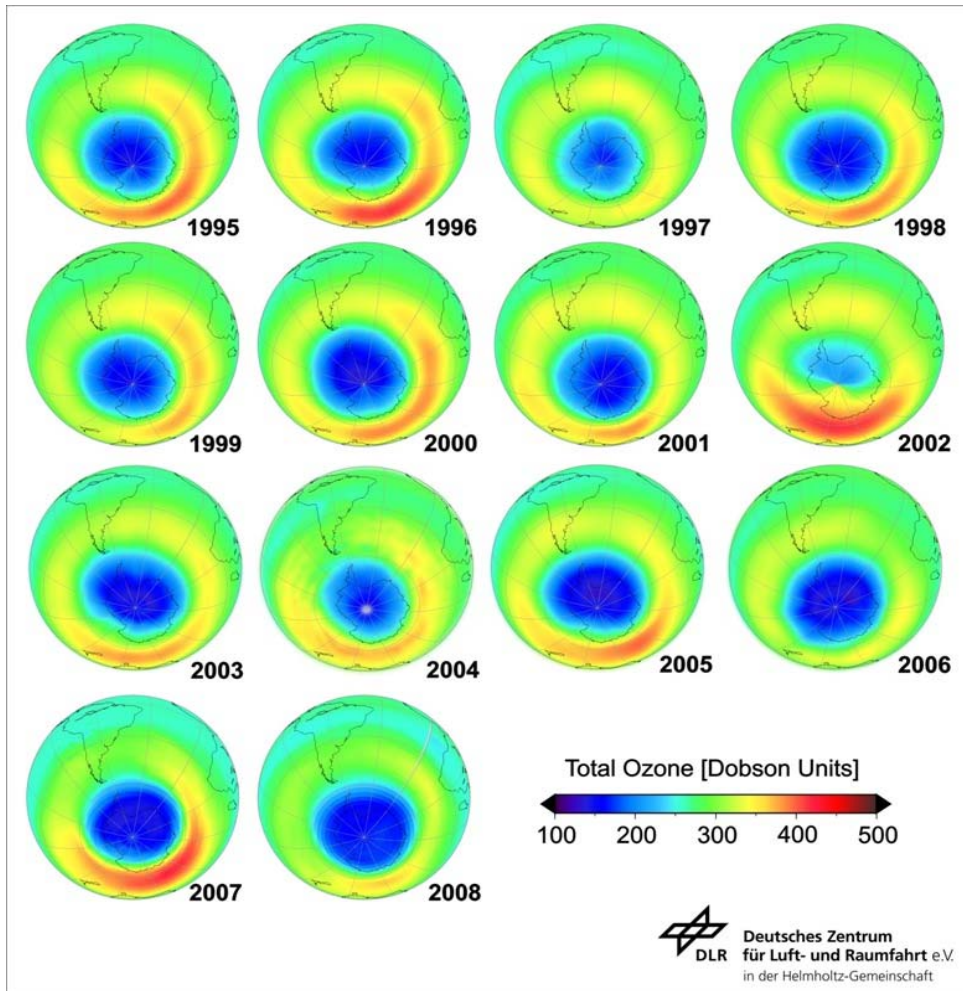 1995
1996
1997
1998
1999
2000
2001
2002
2003
2004
2005
2006
2007
2008
Total Ozone [Dobson Units]
100 200 300 400 500
DLR
Deutsches Zentrum
für Luft- und Raumfahrt e.V.
in der Helmholtz-Gemeinschaft